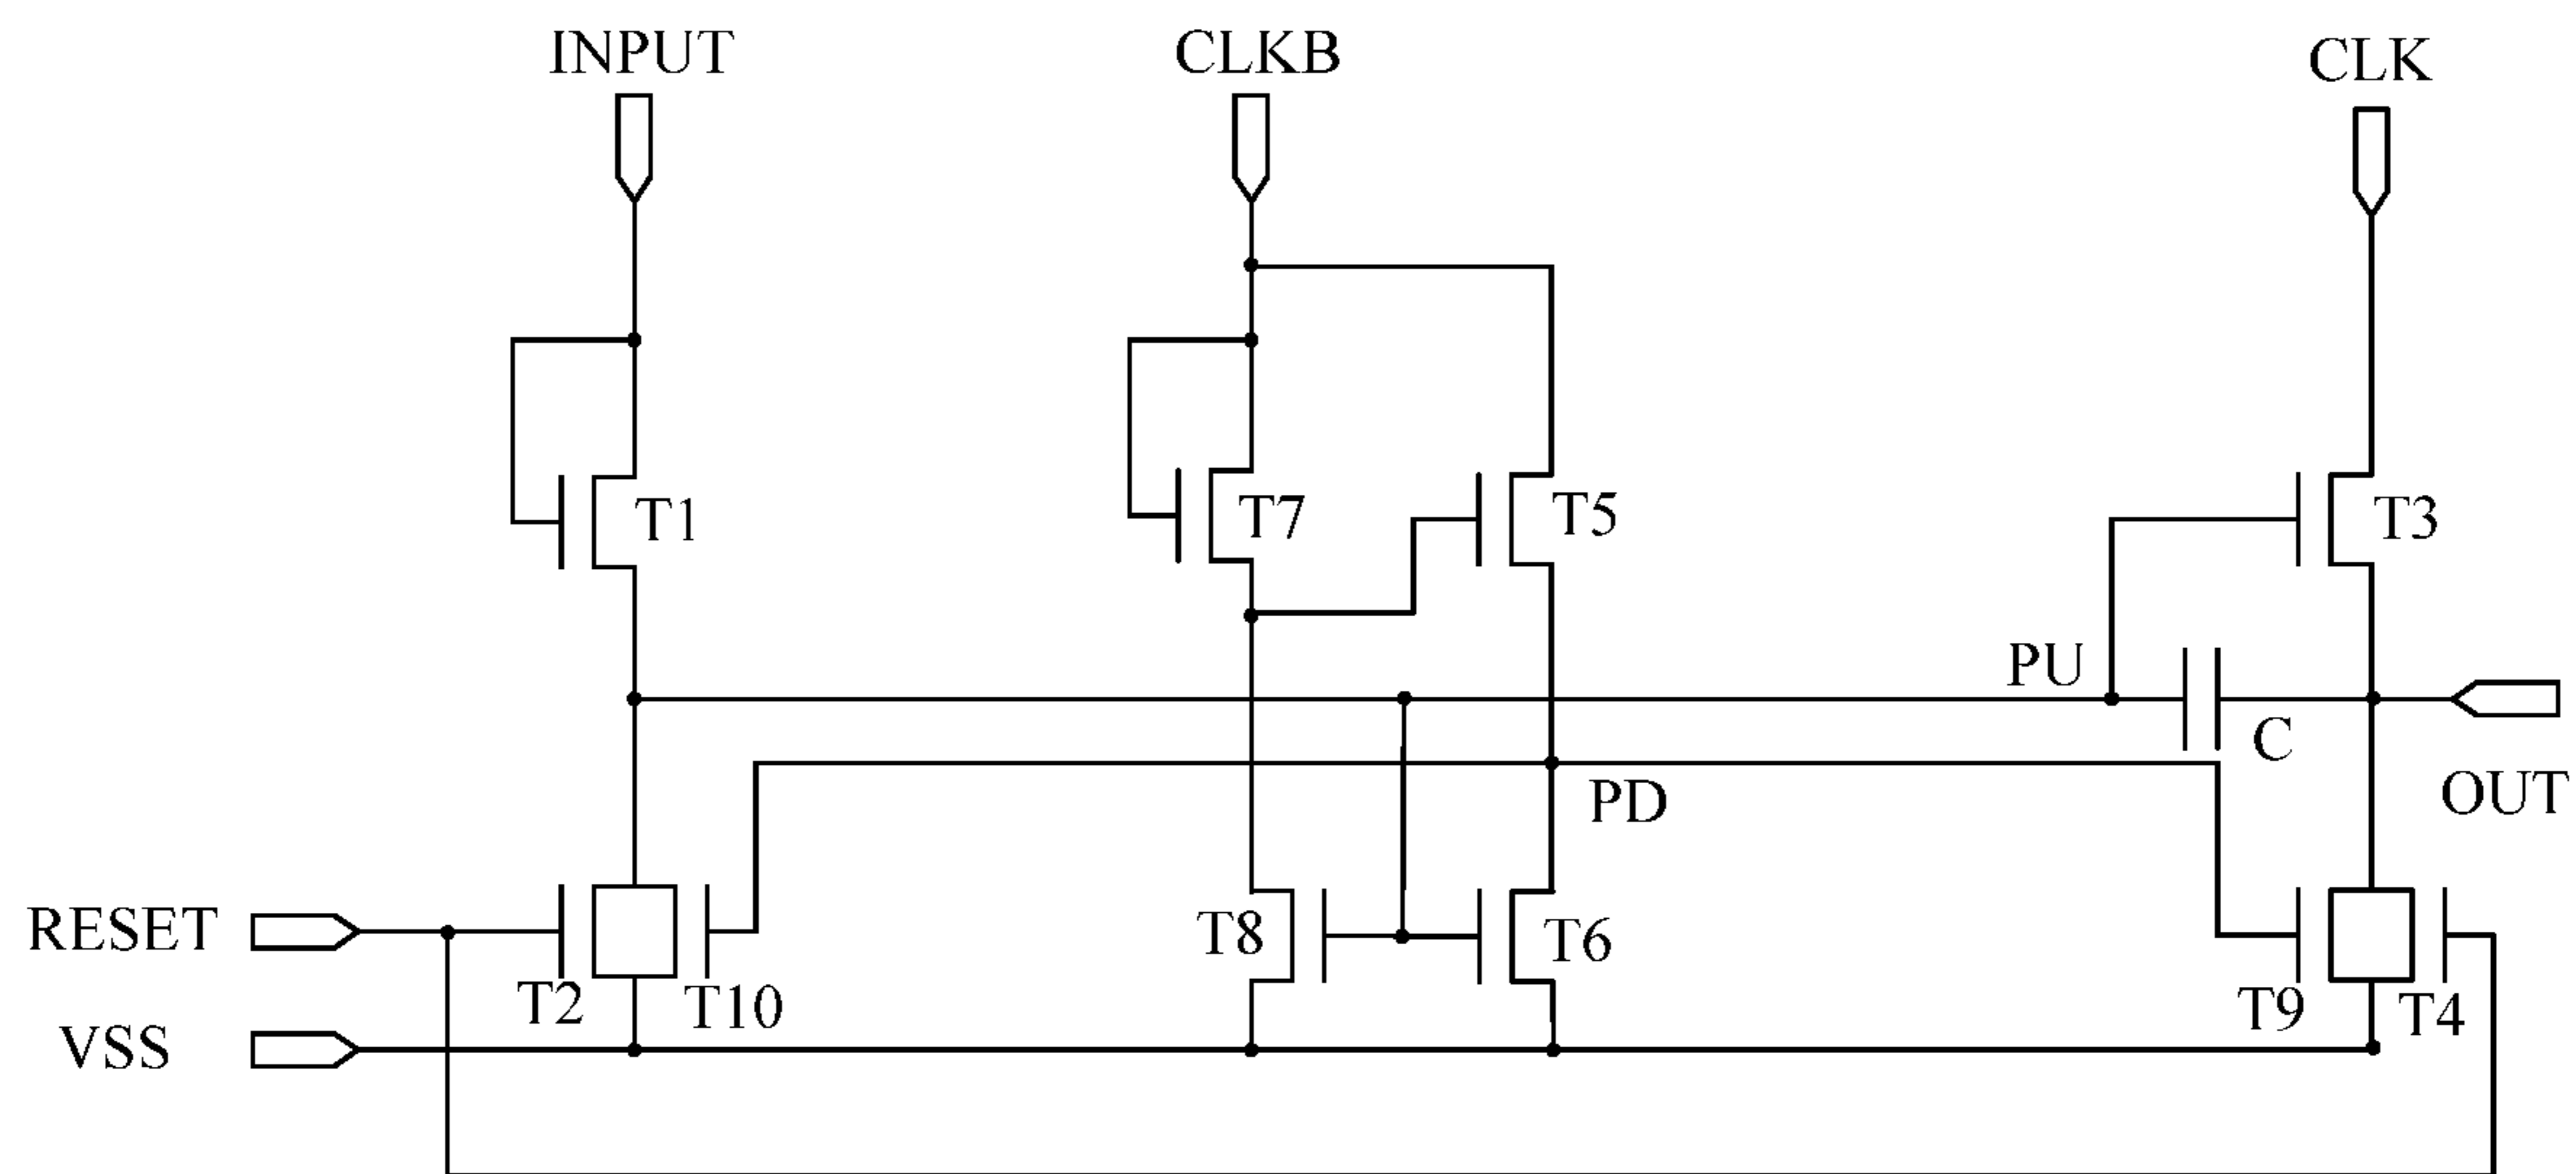 INPUT
CLKB
CLK
T1
T7
T5
T3
PU
C
PD
OUT
RESET
T8
T6
T2
T10
T9
T4
VSS